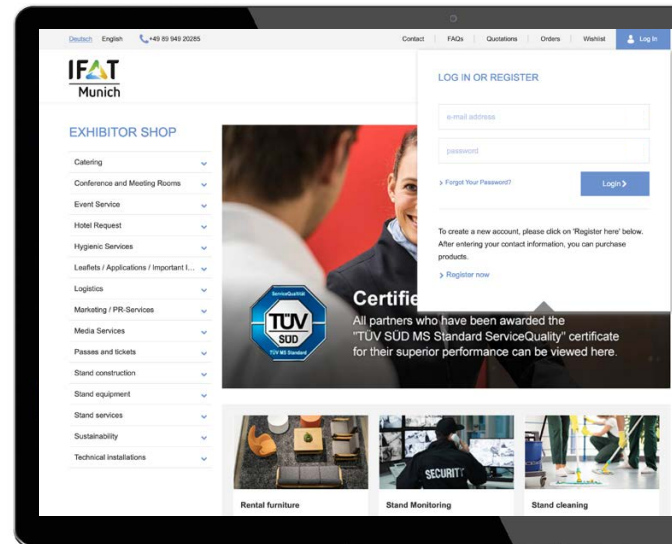 Deutsch English +49 89 949 20285 Contact FAQs Quotations Orders Wishlist Log In
IFAT
Munich
LOG IN OR REGISTER
e-mail address
password
Forgot Your Password? Login
To create a new account, please click on 'Register here' below.
After entering your contact information, you can purchase
products.
Register now
EXHIBITOR SHOP
Catering
Conference and Meeting Rooms
Event Service
Hotel Request
Hygienic Services
Leaflets / Applications / Important I...
Logistics
Marketing / PR-Services
Media Services
Passes and tickets
Stand construction
Stand equipment
Stand services
Sustainability
Technical installations
ServiceQualität
TÜV
SÜD
TÜV MS Standard
Certifie
All partners who have been awarded the
"TÜV SÜD MS Standard ServiceQuality" certificate
for their superior performance can be viewed here.
SECURITY
Rental furniture Stand Monitoring Stand cleaning